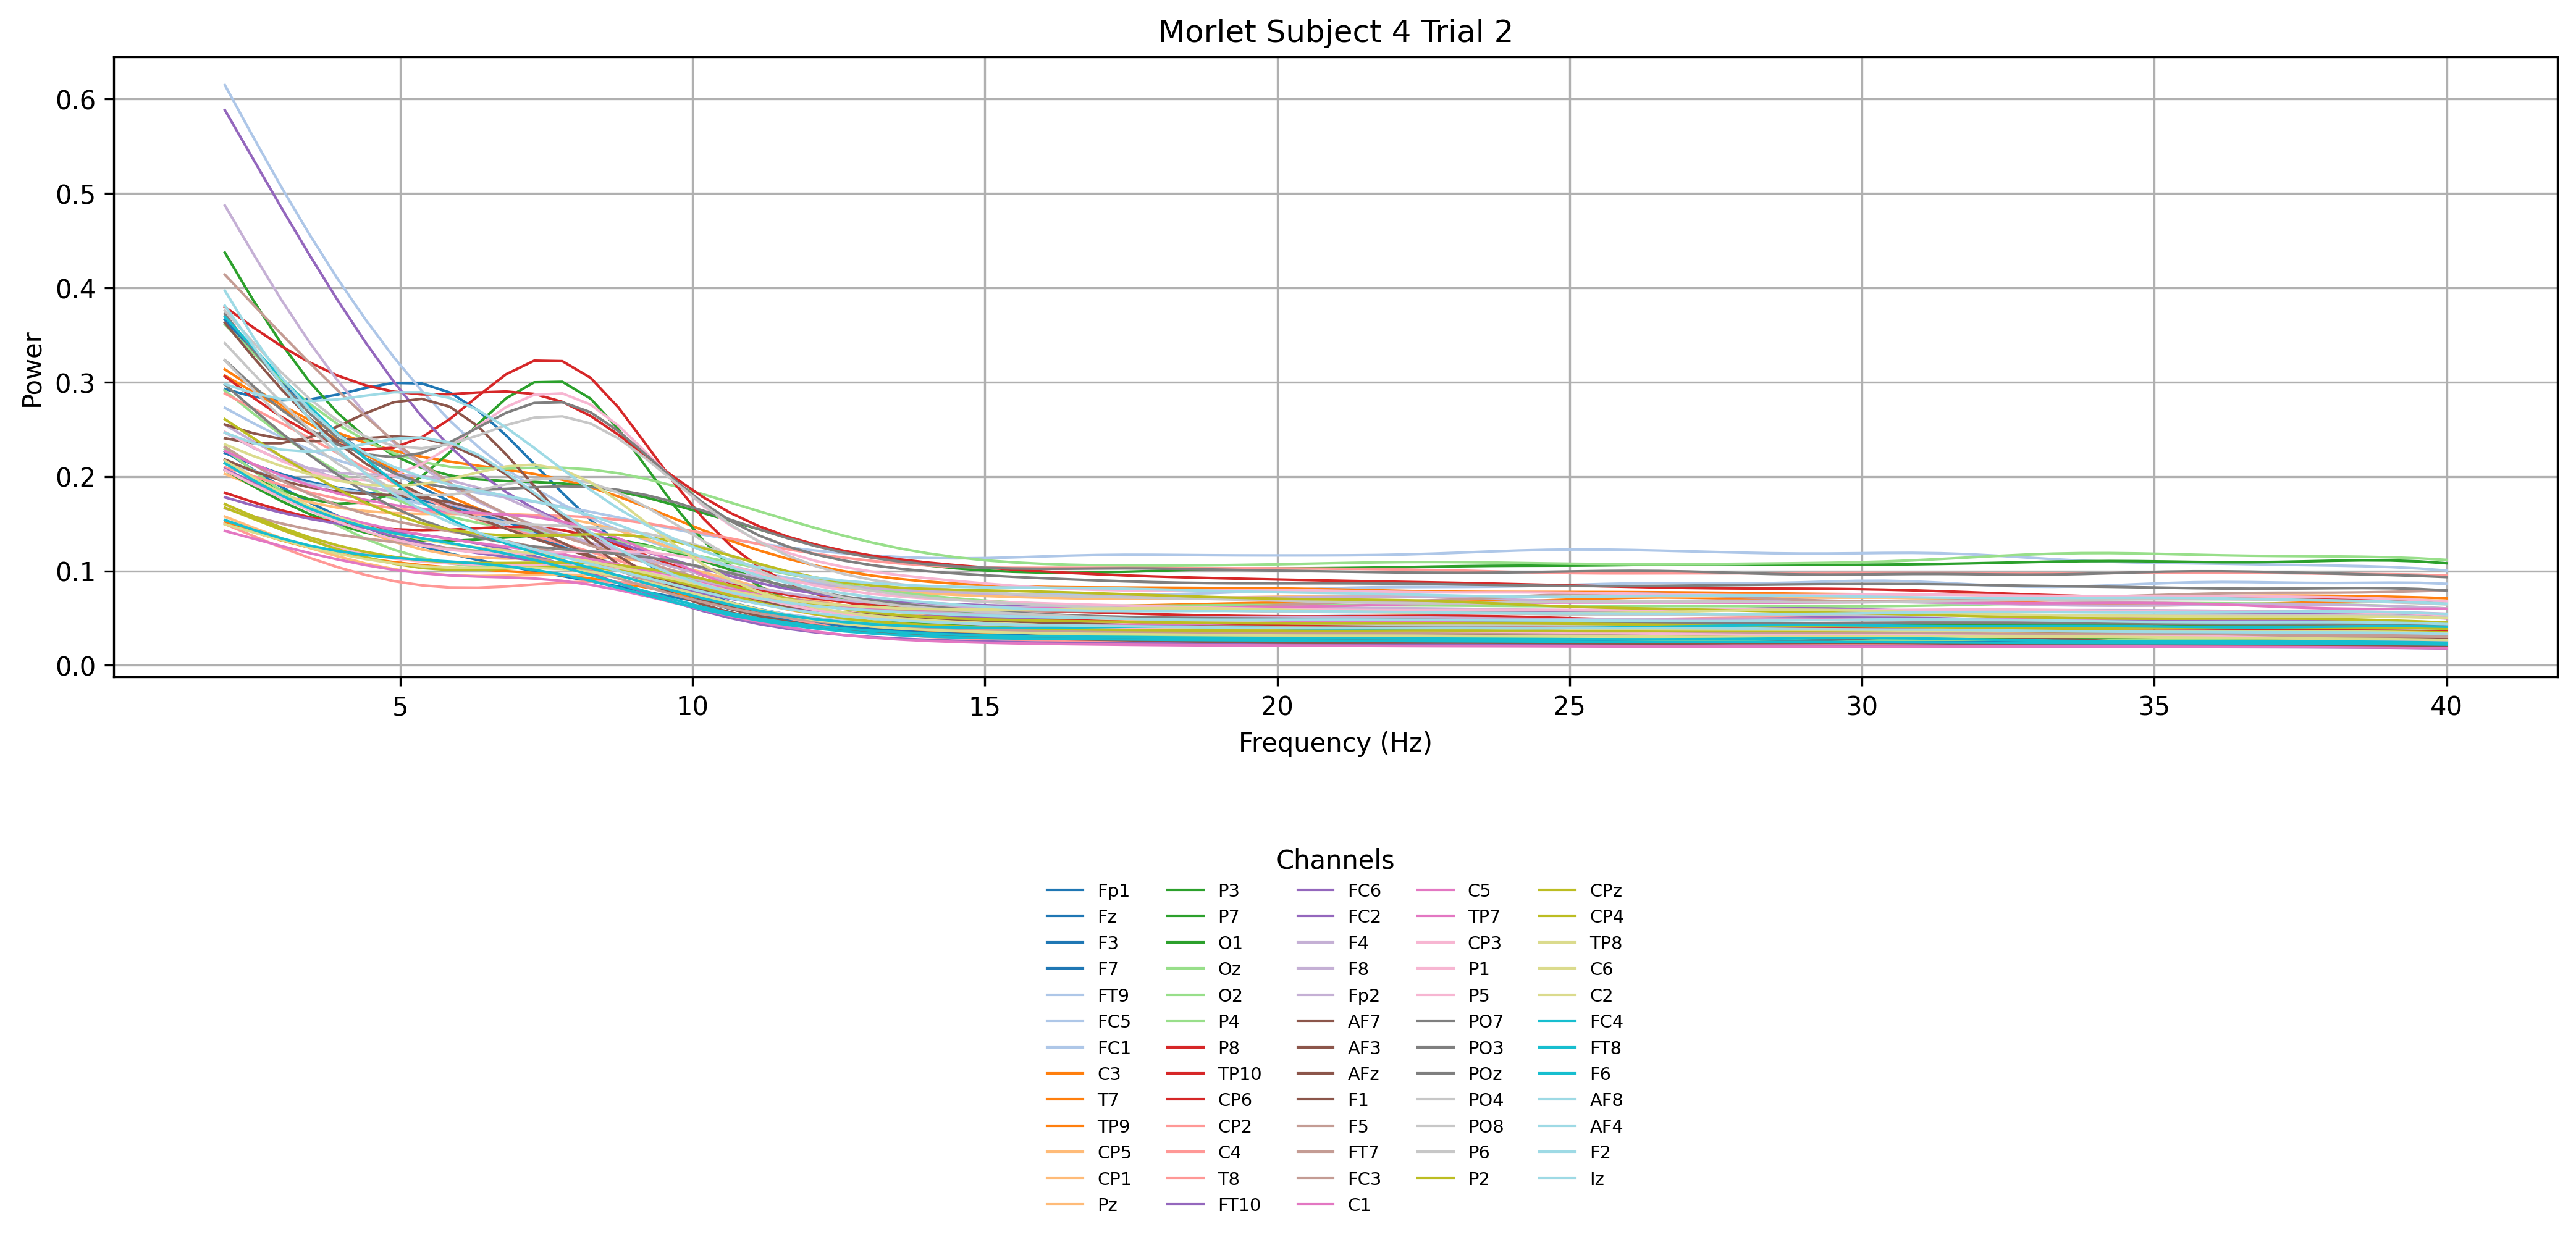 Morlet Subject 4 Trial 2
Power
0.6
0.5
0.4
0.3
0.2
0.1
0.0
5 10 15 20 25 30 35 40
Frequency (Hz)
Channels
Fp1 P3 FC6 C5 CPz
Fz P7 FC2 TP7 CP4
F3 O1 F4 CP3 TP8
F7 Oz F8 P1 C6
FT9 O2 Fp2 P5 C2
FC5 P4 AF7 PO7 FC4
FC1 P8 AF3 PO3 FT8
C3 TP10 AFz POz F6
T7 CP6 F1 PO4 AF8
TP9 CP2 F5 PO8 AF4
CP5 C4 FT7 P6 F2
CP1 T8 FC3 P2 Iz
Pz FT10 C1